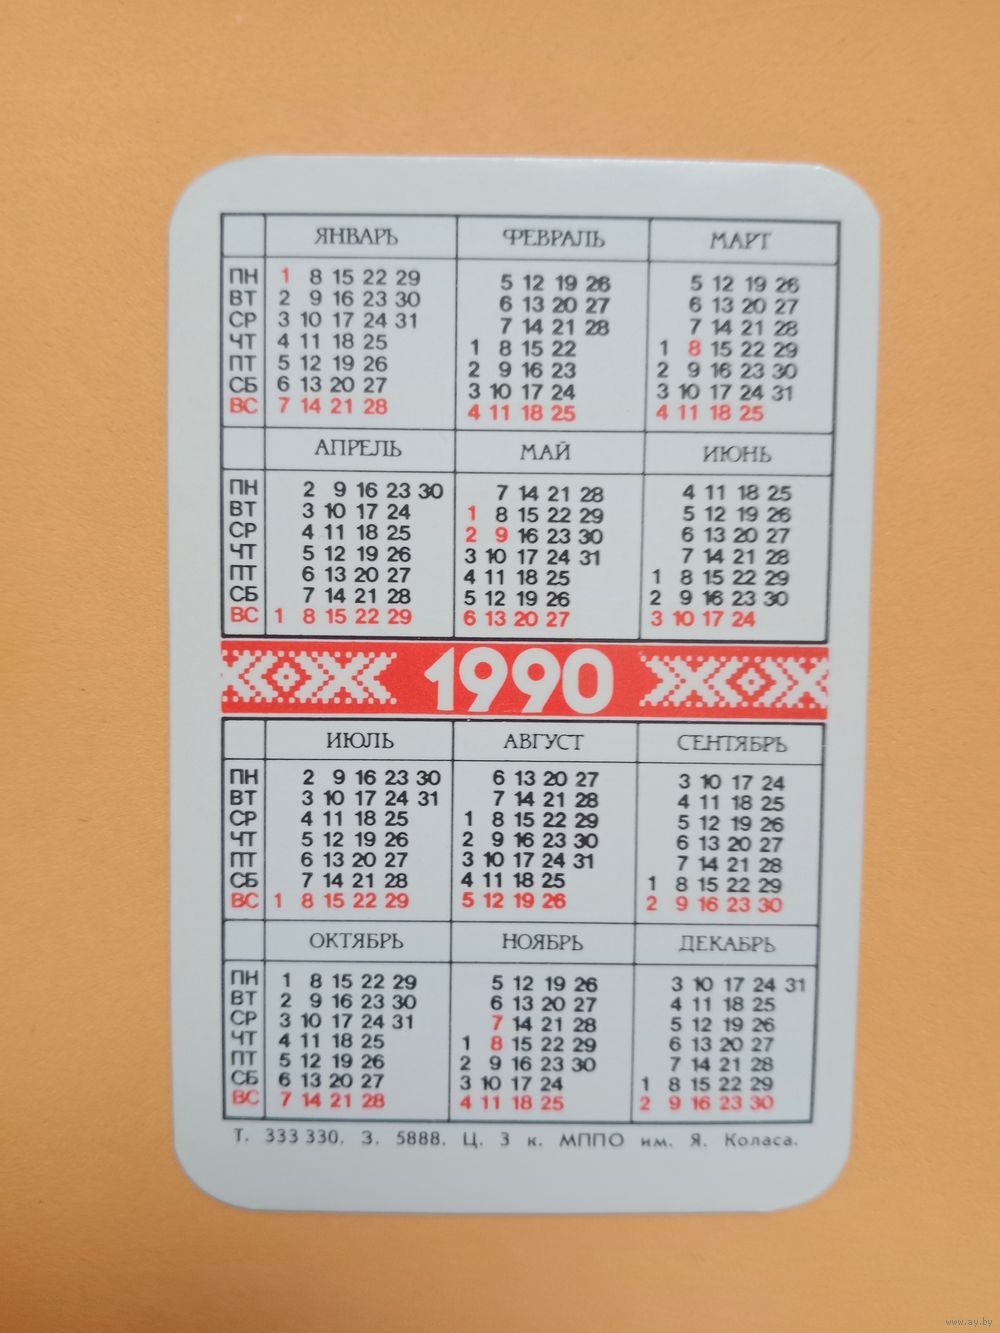 ЯНВАРЬ ФЕВРАЛЬ МАРТ
ПН 1 8 15 22 29 5 12 19 26 5 12 19 26
ВТ 2 9 16 23 30 6 13 20 27 6 13 20 27
СР 3 10 17 24 31 7 14 21 28 7 14 21 28
ЧТ 4 11 18 25 1 8 15 22 1 8 15 22 29
ПТ 5 12 19 26 2 9 16 23 2 9 16 23 30
СБ 6 13 20 27 3 10 17 24 3 10 17 24 31
ВС 7 14 21 28 4 11 18 25 4 11 18 25
АПРЕЛЬ МАЙ ИЮНЬ
ПН 2 9 16 23 30 7 14 21 28 4 11 18 25
ВТ 3 10 17 24 1 8 15 22 29 5 12 19 26
СР 4 11 18 25 2 9 16 23 30 6 13 20 27
ЧТ 5 12 19 26 3 10 17 24 31 7 14 21 28
ПТ 6 13 20 27 4 11 18 25 1 8 15 22 29
СБ 7 14 21 28 5 12 19 26 2 9 16 23 30
ВС 1 8 15 22 29 6 13 20 27 3 10 17 24
1990
ИЮЛЬ АВГУСТ СЕНТЯБРЬ
ПН 2 9 16 23 30 6 13 20 27 3 10 17 24
ВТ 3 10 17 24 31 7 14 21 28 4 11 18 25
СР 4 11 18 25 1 8 15 22 29 5 12 19 26
ЧТ 5 12 19 26 2 9 16 23 30 6 13 20 27
ПТ 6 13 20 27 3 10 17 24 31 7 14 21 28
СБ 7 14 21 28 4 11 18 25 1 8 15 22 29
ВС 1 8 15 22 29 5 12 19 26 2 9 16 23 30
ОКТЯБРЬ НОЯБРЬ ДЕКАБРЬ
ПН 1 8 15 22 29 5 12 19 26 3 10 17 24 31
ВТ 2 9 16 23 30 6 13 20 27 4 11 18 25
СР 3 10 17 24 31 7 14 21 28 5 12 19 26
ЧТ 4 11 18 25 1 8 15 22 29 6 13 20 27
ПТ 5 12 19 26 2 9 16 23 30 7 14 21 28
СБ 6 13 20 27 3 10 17 24 1 8 15 22 29
ВС 7 14 21 28 4 11 18 25 2 9 16 23 30
Т. 333 330. З. 5888. Ц. 3 к. МППО им. Я. Коласа.
www.ay.by